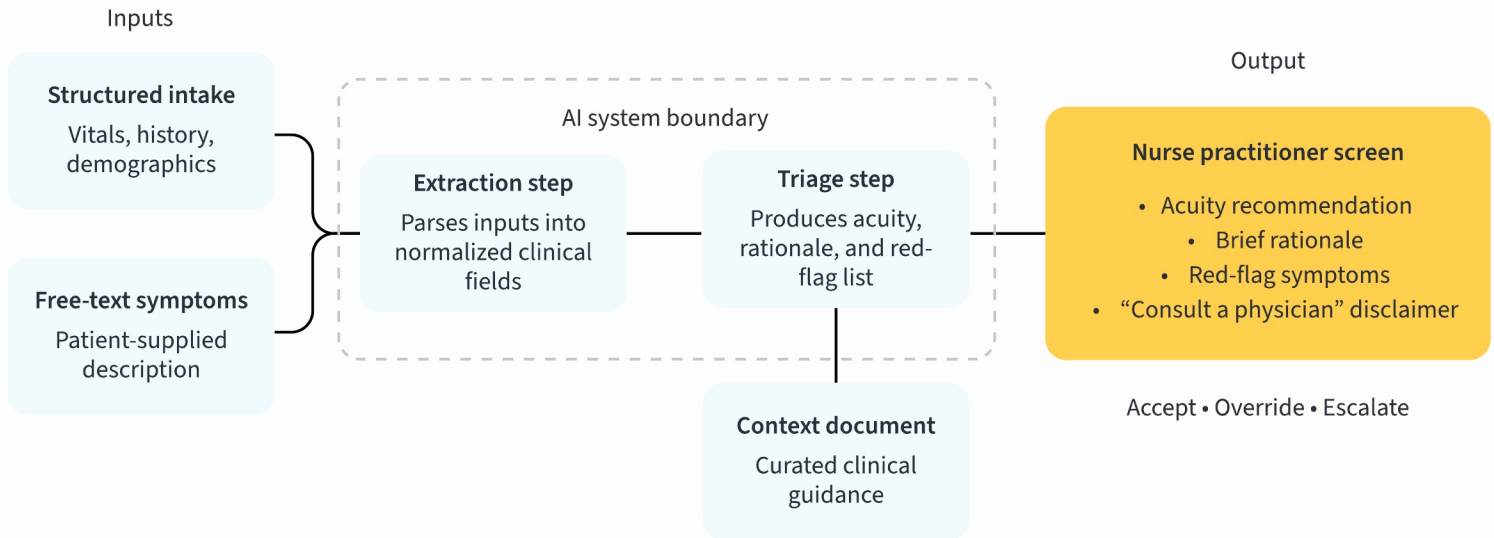 Inputs
Structured intake
Vitals, history,
demographics
Free-text symptoms
Patient-supplied
description
AI system boundary
Extraction step
Parses inputs into
normalized clinical
fields
Triage step
Produces acuity,
rationale, and red-
flag list
Context document
Curated clinical
guidance
Output
Nurse practitioner screen
• Acuity recommendation
• Brief rationale
• Red-flag symptoms
• “Consult a physician” disclaimer
Accept • Override • Escalate